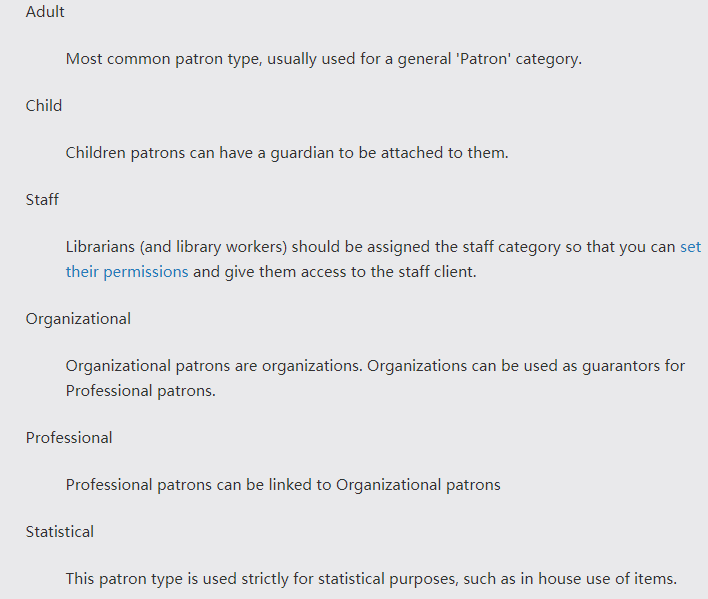 Adult
Most common patron type, usually used for a general 'Patron' category.
Child
Children patrons can have a guardian to be attached to them.
Staff
Librarians (and library workers) should be assigned the staff category so that you can set
their permissions and give them access to the staff client.
Organizational
Organizational patrons are organizations. Organizations can be used as guarantors for
Professional patrons.
Professional
Professional patrons can be linked to Organizational patrons
Statistical
This patron type is used strictly for statistical purposes, such as in house use of items.